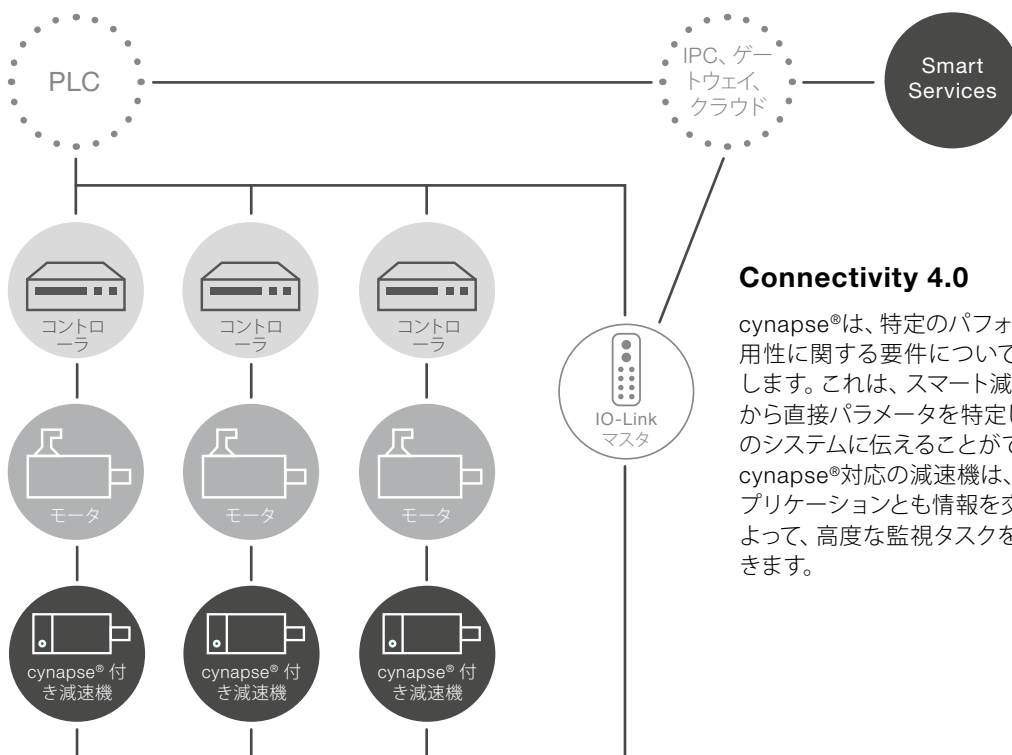 PLC
IPC、ゲー
トウェイ、
クラウド
Smart
Services
コントロ
ーラ
コントロ
ーラ
コントロ
ーラ
IO-Link
マスタ
モータ
モータ
モータ
cynapse® 付
き減速機
cynapse® 付
き減速機
cynapse® 付
き減速機
Connectivity 4.0
cynapse®は、特定のパフォ
用性に関する要件について
します。これは、スマート減
から直接パラメータを特定し
のシステムに伝えることがで
cynapse®対応の減速機は、
プリケーションとも情報を交
よって、高度な監視タスクを
きます。